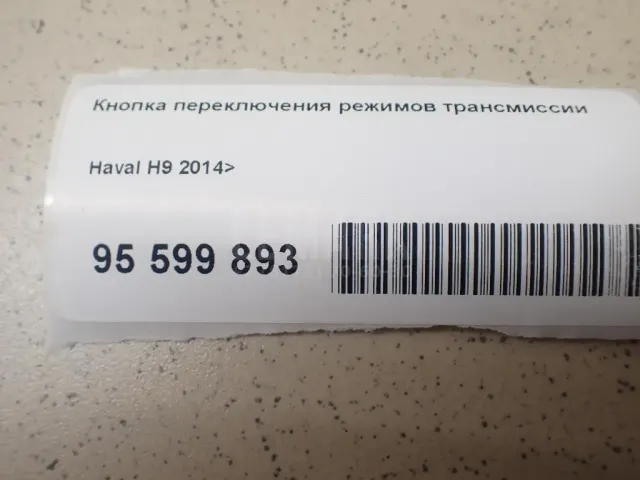 Кнопка переключения режимов трансмиссии
Haval H9 2014>
95 599 893